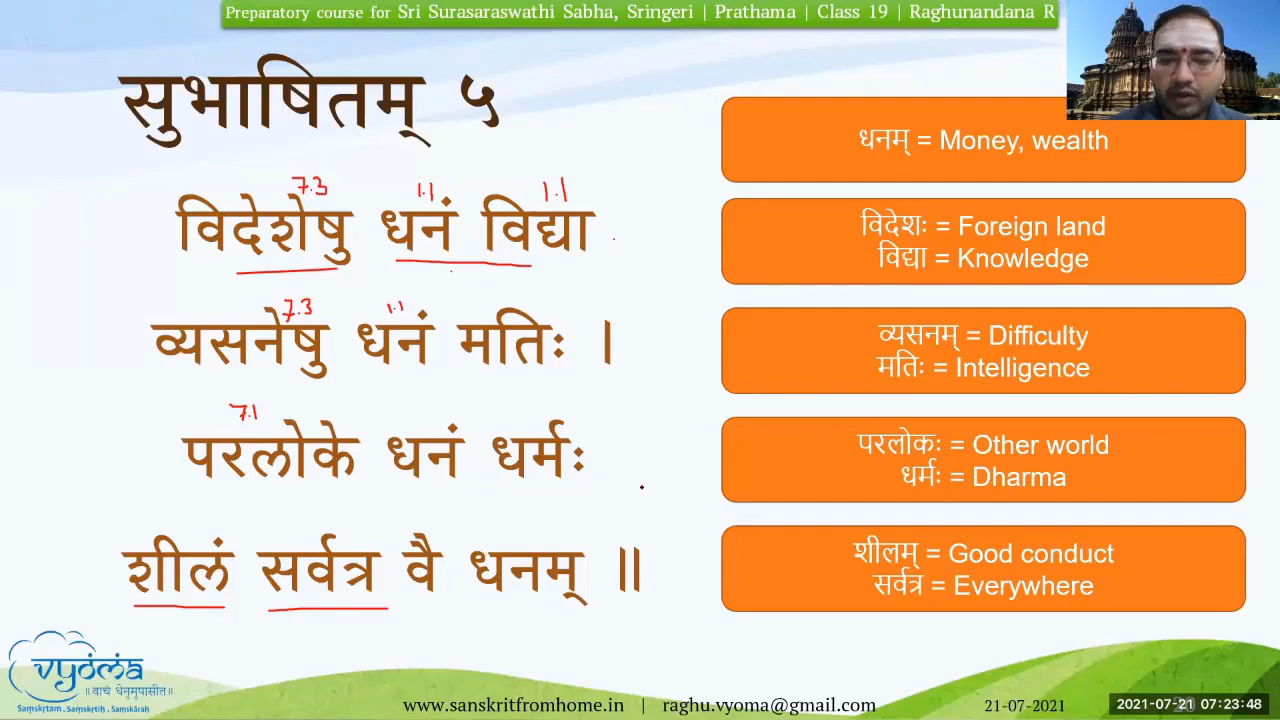 Preparatory course for Sri Surasaraswathi Sabha, Sringeri | Prathama | Class 19 | Raghunandana R
सुभाषितम् ५
7.3 1.1 1.1
विदेशेषु धनं विद्या
7.3 1.1
व्यसनेषु धनं मतिः ।
7.1
परलोके धनं धर्मः
शीलं सर्वत्र वै धनम् ॥
धनम् = Money, wealth
विदेशः = Foreign land
विद्या = Knowledge
व्यसनम् = Difficulty
मतिः = Intelligence
परलोकः = Other world
धर्मः = Dharma
शीलम् = Good conduct
सर्वत्र = Everywhere
vyoma
॥ वाचं धेनुमुपासीत॥
Saṃskṛtam . Saṃskṛtiḥ . Saṃskārāḥ
www.sanskritfromhome.in | raghu.vyoma@gmail.com
21-07-2021
2021-07-21 07:23:48